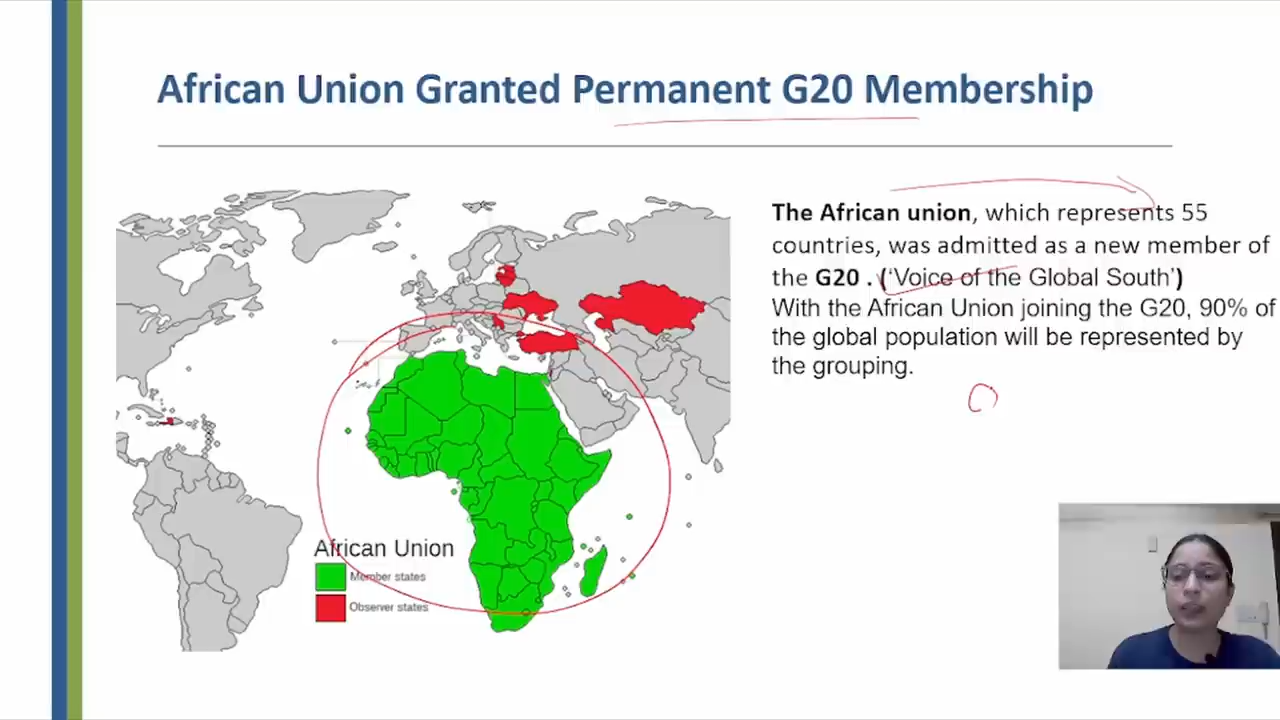 African Union Granted Permanent G20 Membership
The African union, which represents 55
countries, was admitted as a new member of
the G20 . (‘Voice of the Global South’)
With the African Union joining the G20, 90% of
the global population will be represented by
the grouping.
African Union
Member states
Observer states